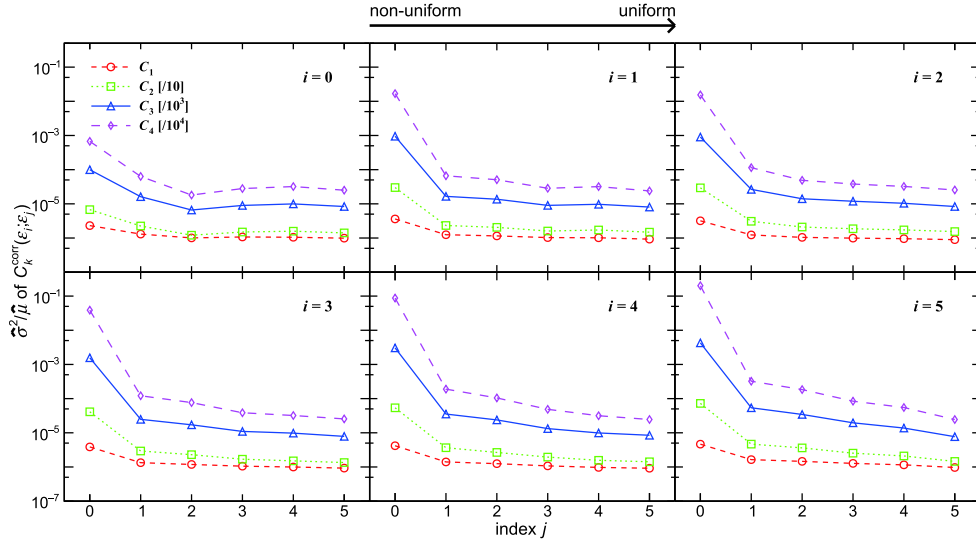 non-uniform uniform
10⁻¹
10⁻³
10⁻⁵
C₁
C₂ [/10]
C₃ [/10³]
C₄ [/10⁴]
i = 0
i = 1
i = 2
σ̂²/μ̂ of Cₖᶜᵒʳʳ(εᵢ;εⱼ)
10⁻¹
10⁻³
10⁻⁵
10⁻⁷
i = 3
i = 4
i = 5
0 1 2 3 4 5 0 1 2 3 4 5 0 1 2 3 4 5
index j